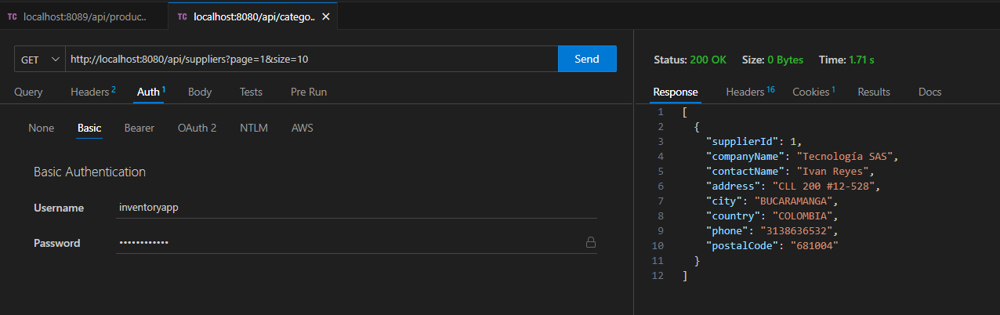 TC localhost:8089/api/produc..
TC localhost:8080/api/catego..
GET http://localhost:8080/api/suppliers?page=1&size=10 Send
Query Headers 2 Auth 1 Body Tests Pre Run
None Basic Bearer OAuth 2 NTLM AWS
Basic Authentication
Username inventoryapp
Password ••••••••••••
Status: 200 OK Size: 0 Bytes Time: 1.71 s
Response Headers 16 Cookies 1 Results Docs
1 [
2 {
3 "supplierId": 1,
4 "companyName": "Tecnología SAS",
5 "contactName": "Ivan Reyes",
6 "address": "CLL 200 #12-528",
7 "city": "BUCARAMANGA",
8 "country": "COLOMBIA",
9 "phone": "3138636532",
10 "postalCode": "681004"
11 }
12 ]